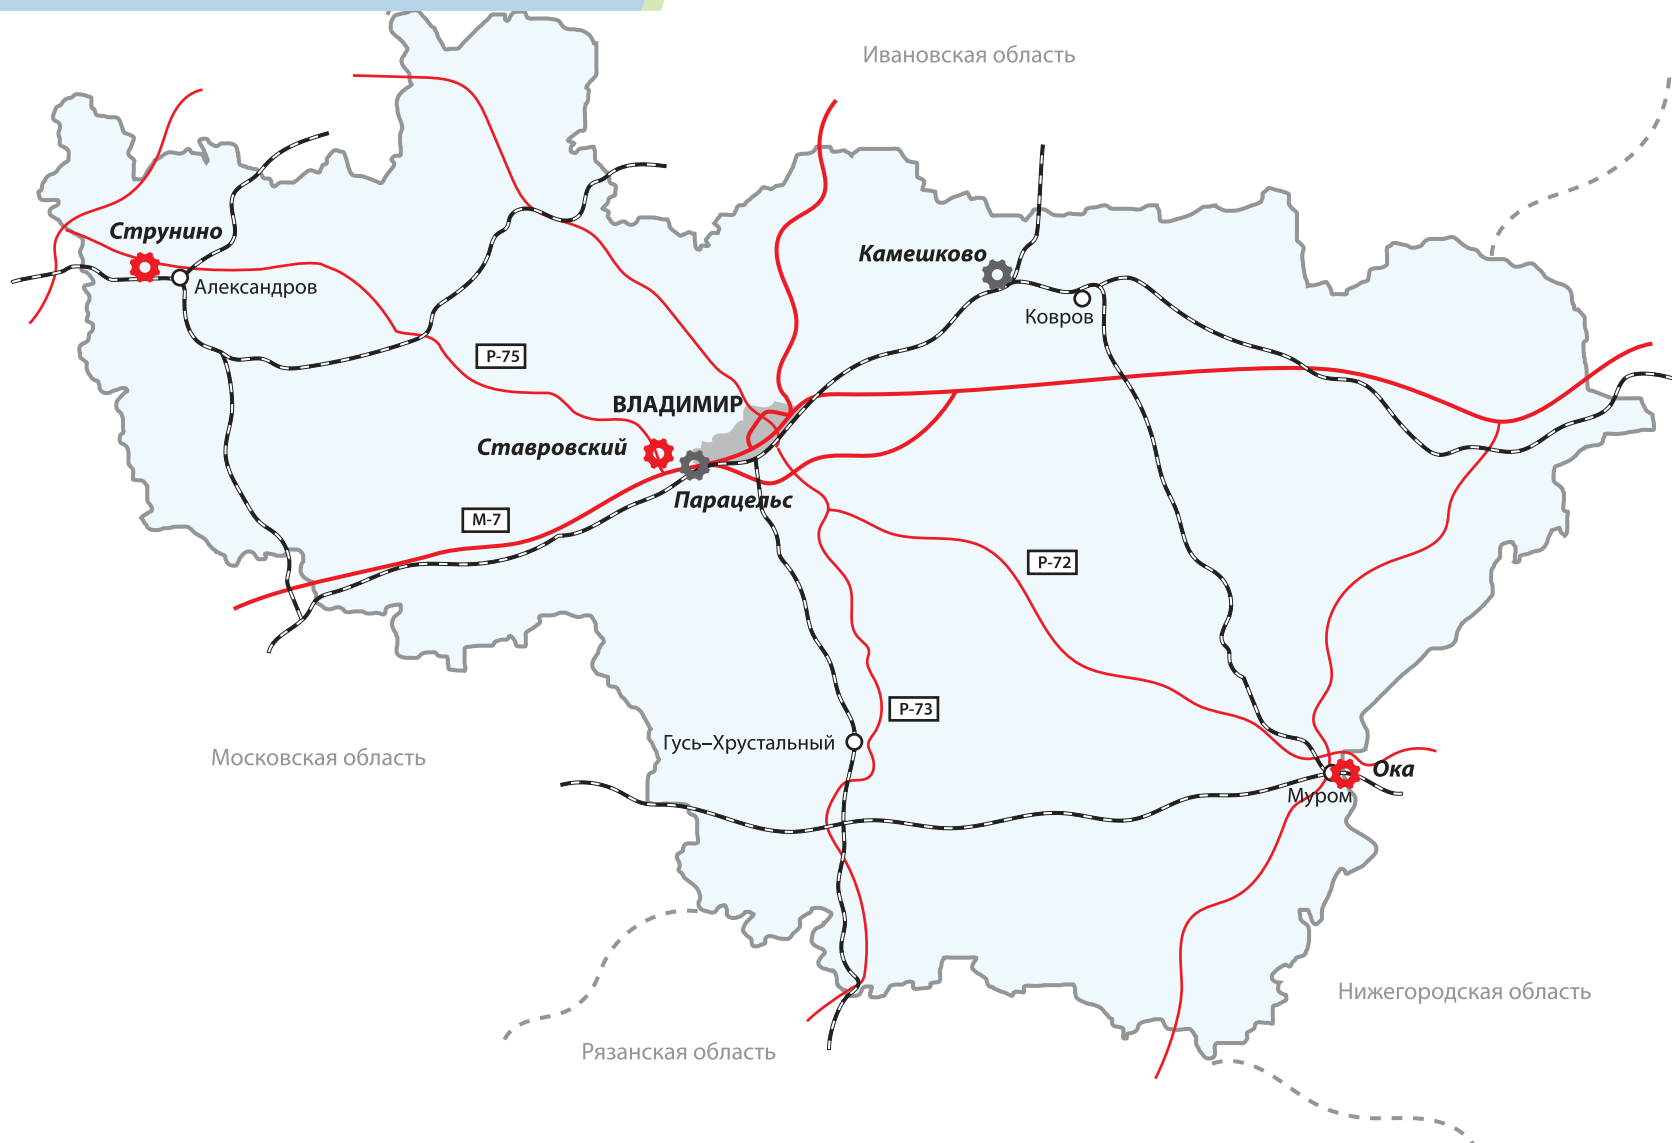 Ивановская область
Струнино
Камешково
Александров
Ковров
Р-75
ВЛАДИМИР
Ставровский
Парацельс
М-7
Р-72
Р-73
Гусь–Хрустальный
Московская область
Ока
Муром
Нижегородская область
Рязанская область